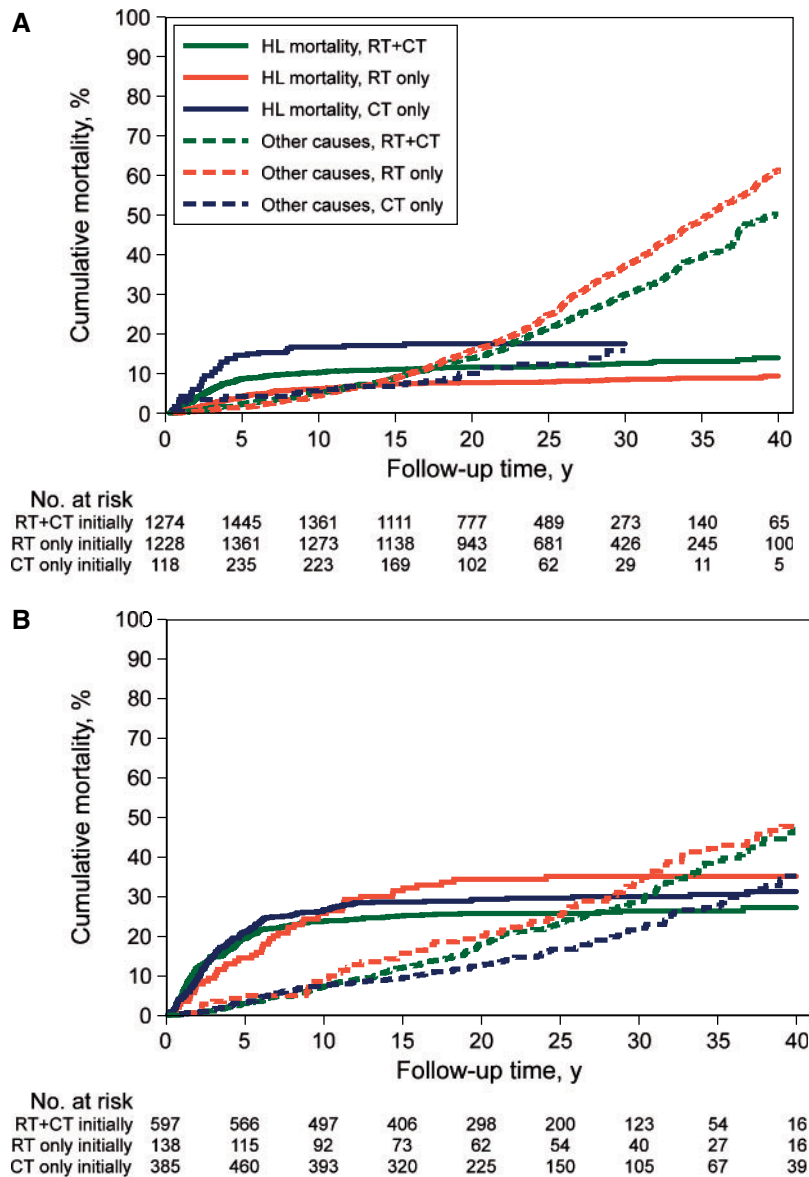 A
100
90
80
70
60
50
40
30
20
10
0
Cumulative mortality, %
HL mortality, RT+CT
HL mortality, RT only
HL mortality, CT only
Other causes, RT+CT
Other causes, RT only
Other causes, CT only
0 5 10 15 20 25 30 35 40
Follow-up time, y
No. at risk
RT+CT initially 1274 1445 1361 1111 777 489 273 140 65
RT only initially 1228 1361 1273 1138 943 681 426 245 100
CT only initially 118 235 223 169 102 62 29 11 5
B
100
90
80
70
60
50
40
30
20
10
0
Cumulative mortality, %
0 5 10 15 20 25 30 35 40
Follow-up time, y
No. at risk
RT+CT initially 597 566 497 406 298 200 123 54 16
RT only initially 138 115 92 73 62 54 40 27 16
CT only initially 385 460 393 320 225 150 105 67 39